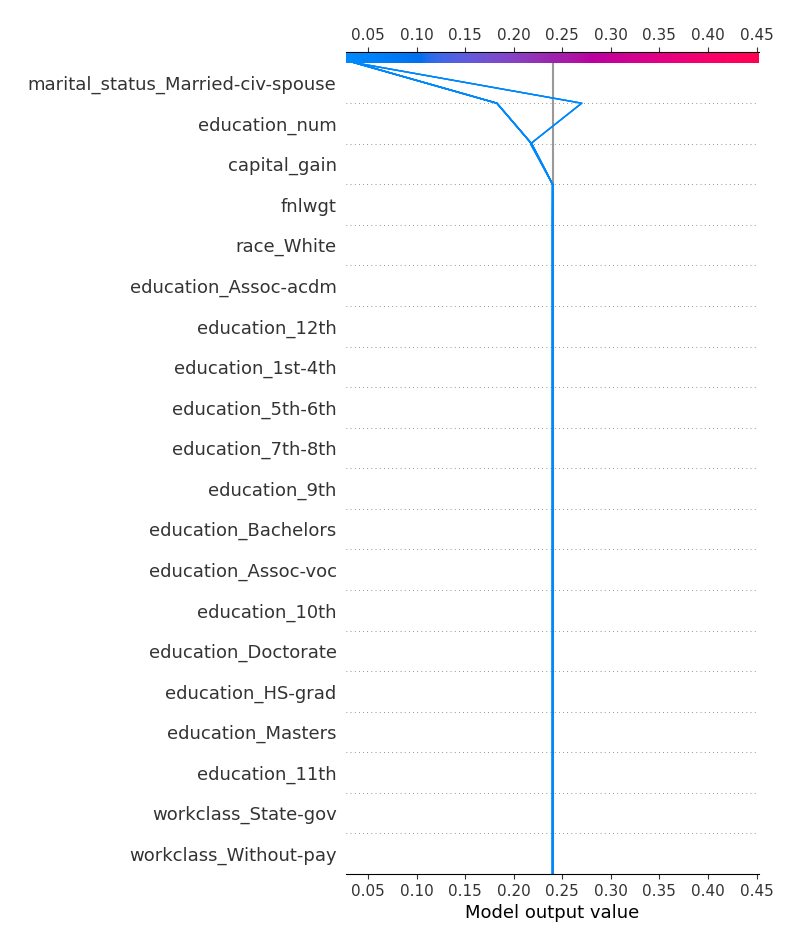 0.05 0.10 0.15 0.20 0.25 0.30 0.35 0.40 0.45
marital_status_Married-civ-spouse
education_num
capital_gain
fnlwgt
race_White
education_Assoc-acdm
education_12th
education_1st-4th
education_5th-6th
education_7th-8th
education_9th
education_Bachelors
education_Assoc-voc
education_10th
education_Doctorate
education_HS-grad
education_Masters
education_11th
workclass_State-gov
workclass_Without-pay
0.05 0.10 0.15 0.20 0.25 0.30 0.35 0.40 0.45
Model output value